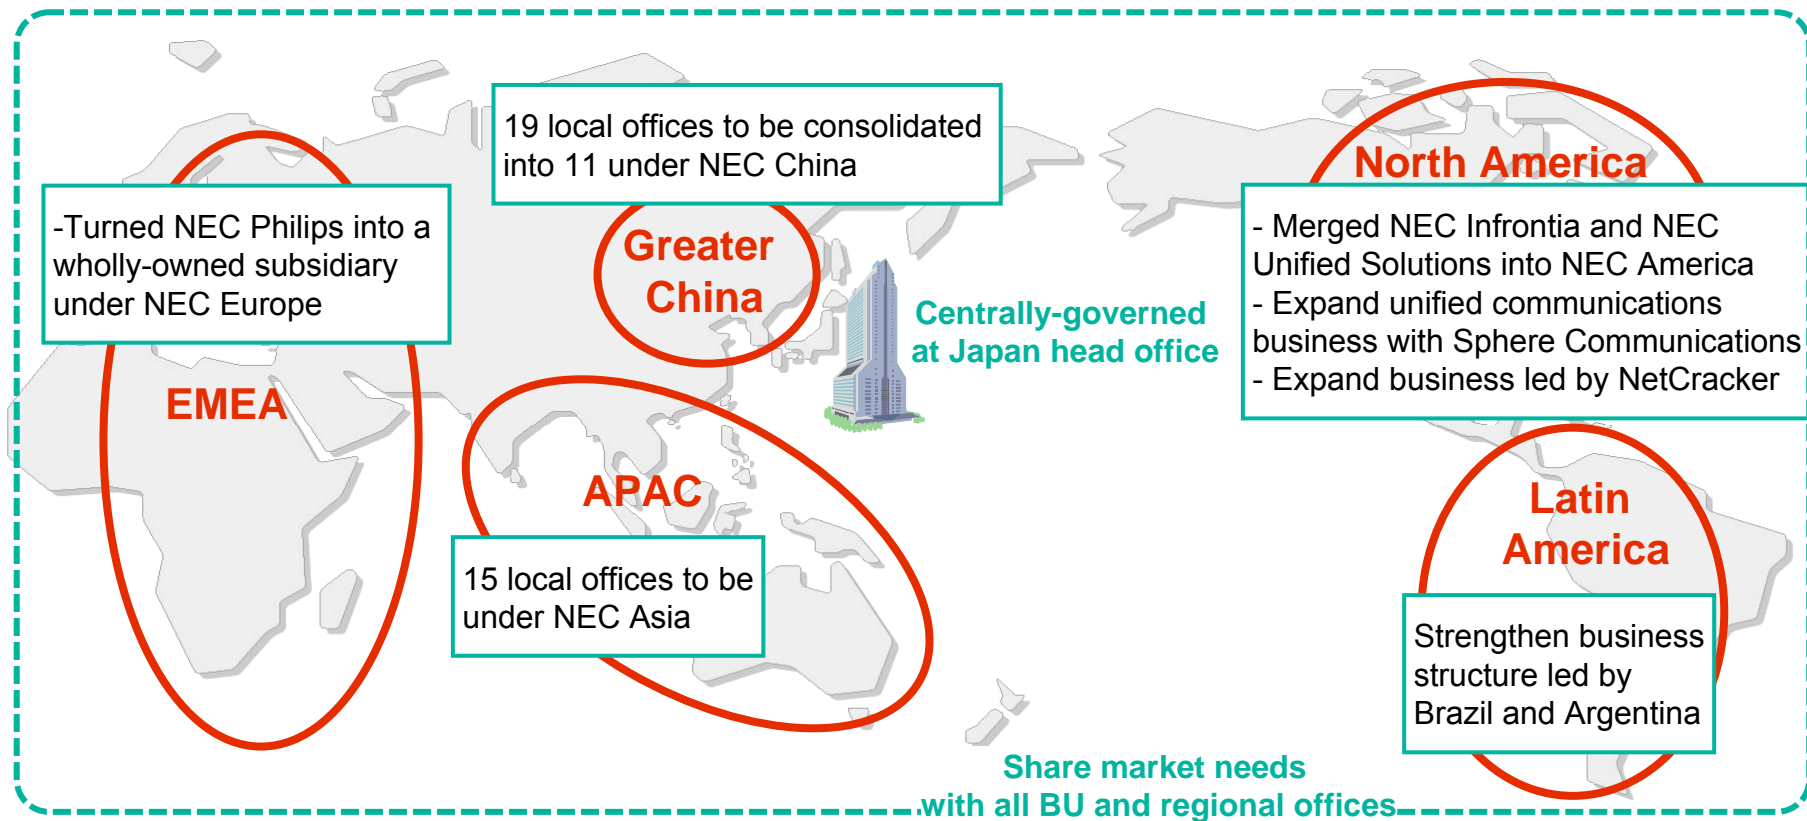 19 local offices to be consolidated
into 11 under NEC China
North America
-Turned NEC Philips into a
wholly-owned subsidiary
under NEC Europe
Greater
China
- Merged NEC Infrontia and NEC
Unified Solutions into NEC America
- Expand unified communications
business with Sphere Communications
- Expand business led by NetCracker
Centrally-governed
at Japan head office
EMEA
APAC
15 local offices to be
under NEC Asia
Latin
America
Strengthen business
structure led by
Brazil and Argentina
Share market needs
with all BU and regional offices